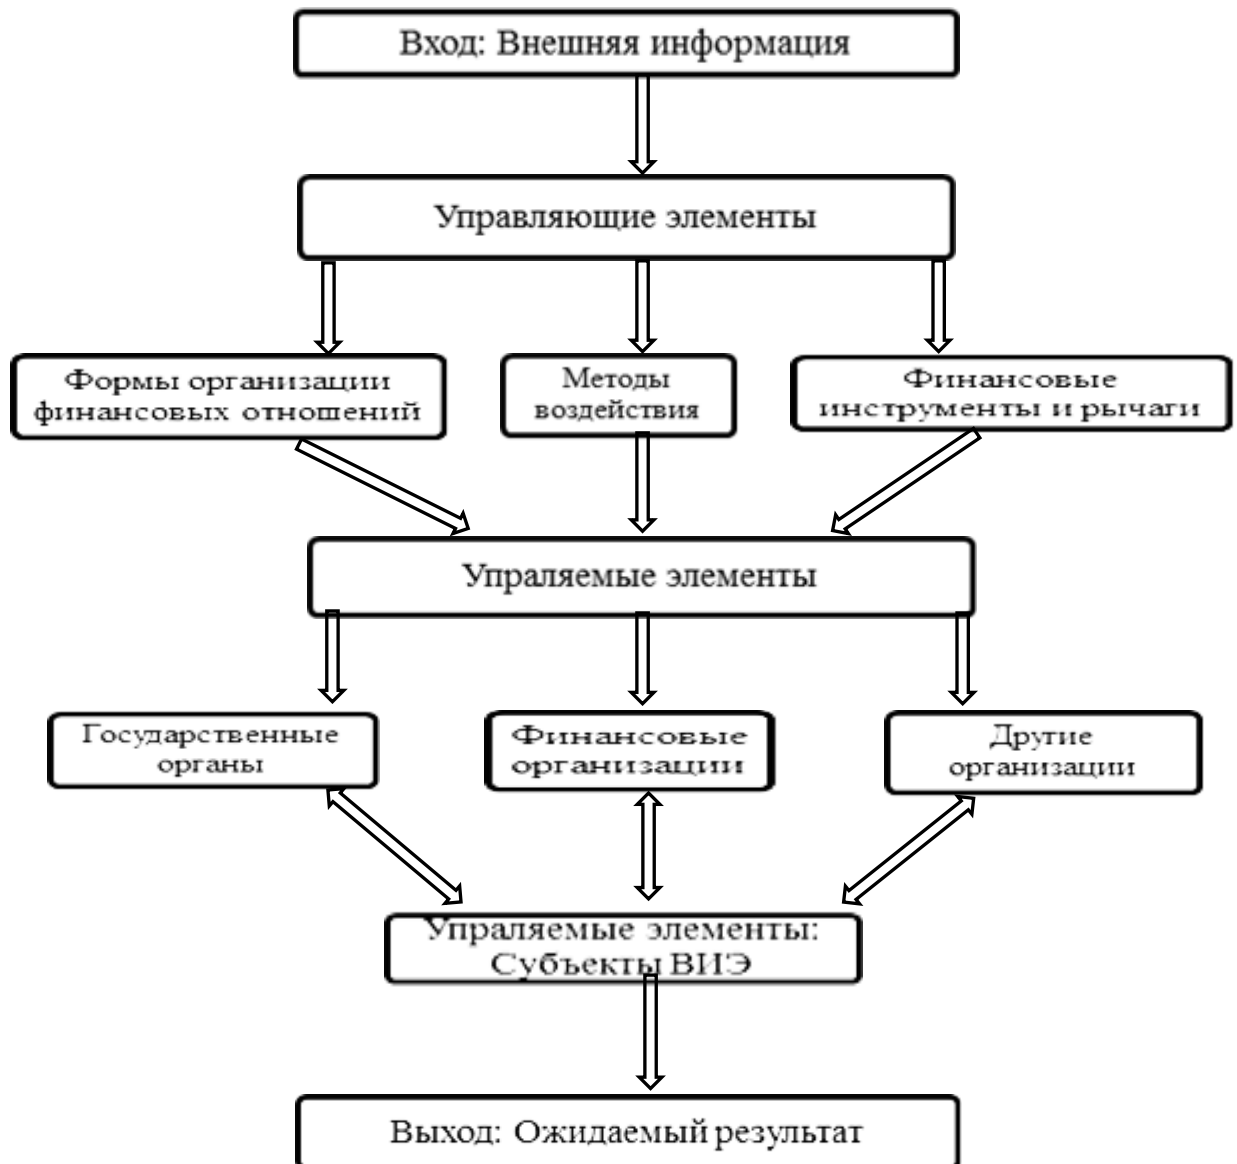 Вход: Внешняя информация
Управляющие элементы
Формы организации
финансовых отношений
Методы
воздействия
Финансовые
инструменты и рычаги
Упраляемые элементы
Государственные
органы
Финансовые
организации
Другие
организации
Упраляемые элементы:
Субъекты ВИЭ
Выход: Ожидаемый результат